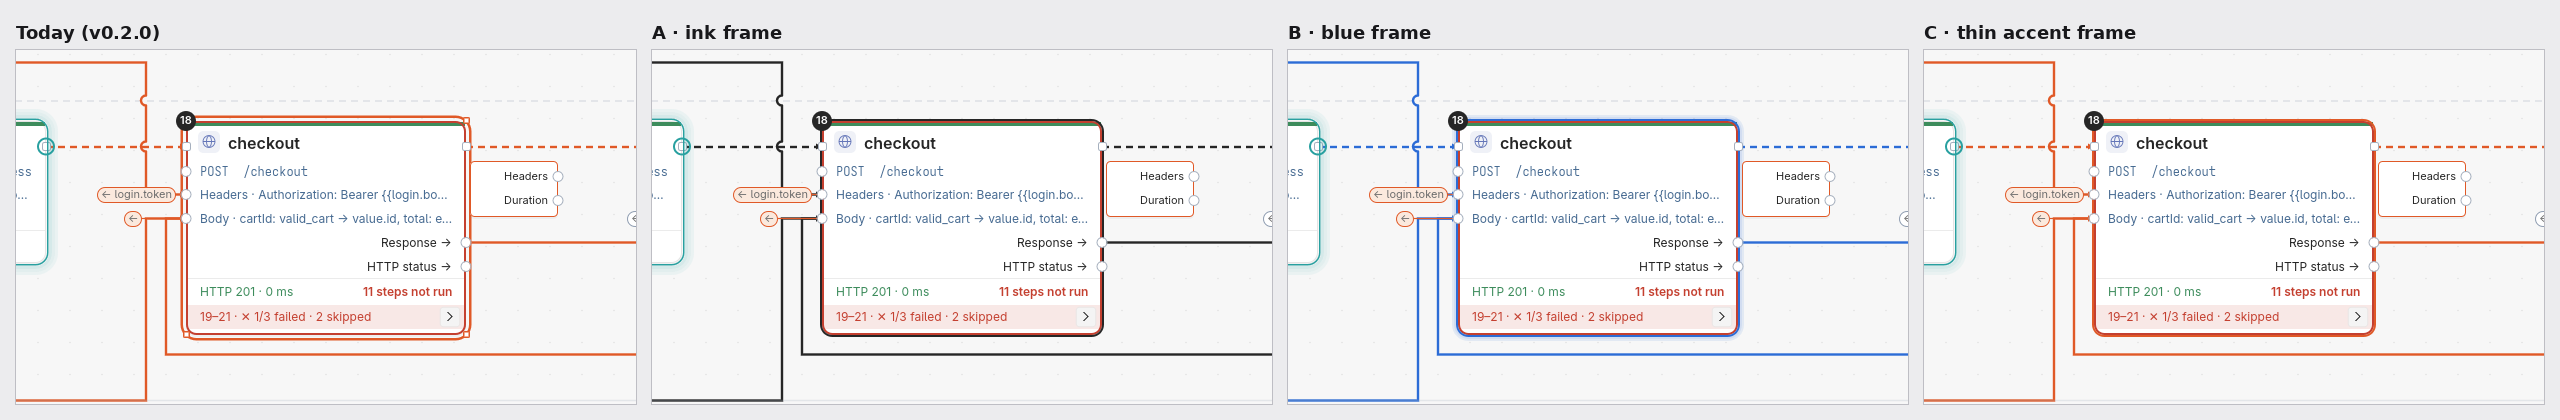 Today (v0.2.0)
18
checkout
ess
POST /checkout
Headers
← login.token
Headers · Authorization: Bearer {{login.bo...
...
Duration
←
Body · cartId: valid_cart → value.id, total: e...
Response →
HTTP status →
HTTP 201 · 0 ms
11 steps not run
19–21 · ✕ 1/3 failed · 2 skipped
A · ink frame
18
checkout
POST /checkout
Headers
← login.token
Headers · Authorization: Bearer {{login.bo...
Duration
←
Body · cartId: valid_cart → value.id, total: e...
Response →
HTTP status →
HTTP 201 · 0 ms
11 steps not run
19–21 · ✕ 1/3 failed · 2 skipped
B · blue frame
18
checkout
ess
POST /checkout
Headers
← login.token
Headers · Authorization: Bearer {{login.bo...
...
Duration
←
Body · cartId: valid_cart → value.id, total: e...
Response →
HTTP status →
HTTP 201 · 0 ms
11 steps not run
19–21 · ✕ 1/3 failed · 2 skipped
C · thin accent frame
18
checkout
ess
POST /checkout
Headers
← login.token
Headers · Authorization: Bearer {{login.bo...
...
Duration
←
Body · cartId: valid_cart → value.id, total: e...
Response →
HTTP status →
HTTP 201 · 0 ms
11 steps not run
19–21 · ✕ 1/3 failed · 2 skipped